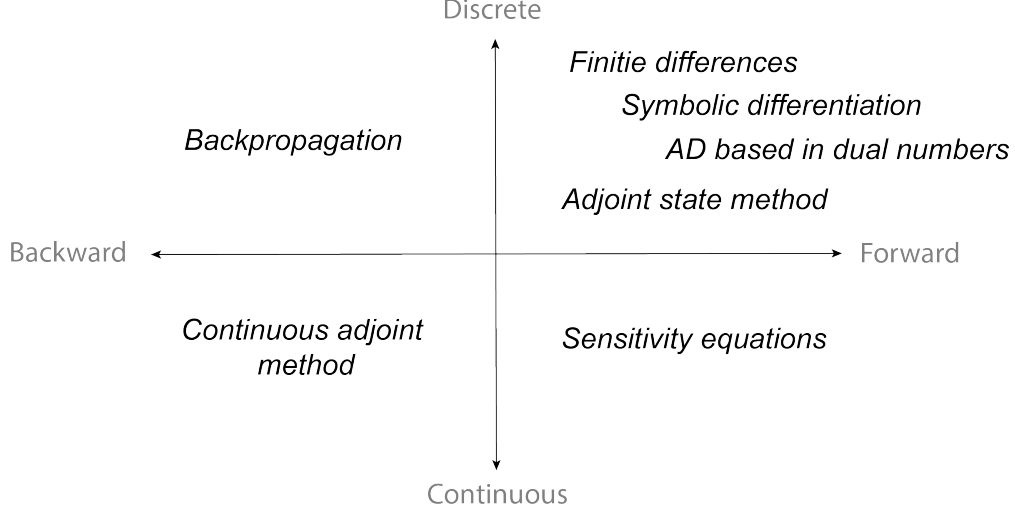 Discrete
Finitie differences
Symbolic differentiation
Backpropagation
AD based in dual numbers
Adjoint state method
Backward
Forward
Continuous adjoint
method
Sensitivity equations
Continuous